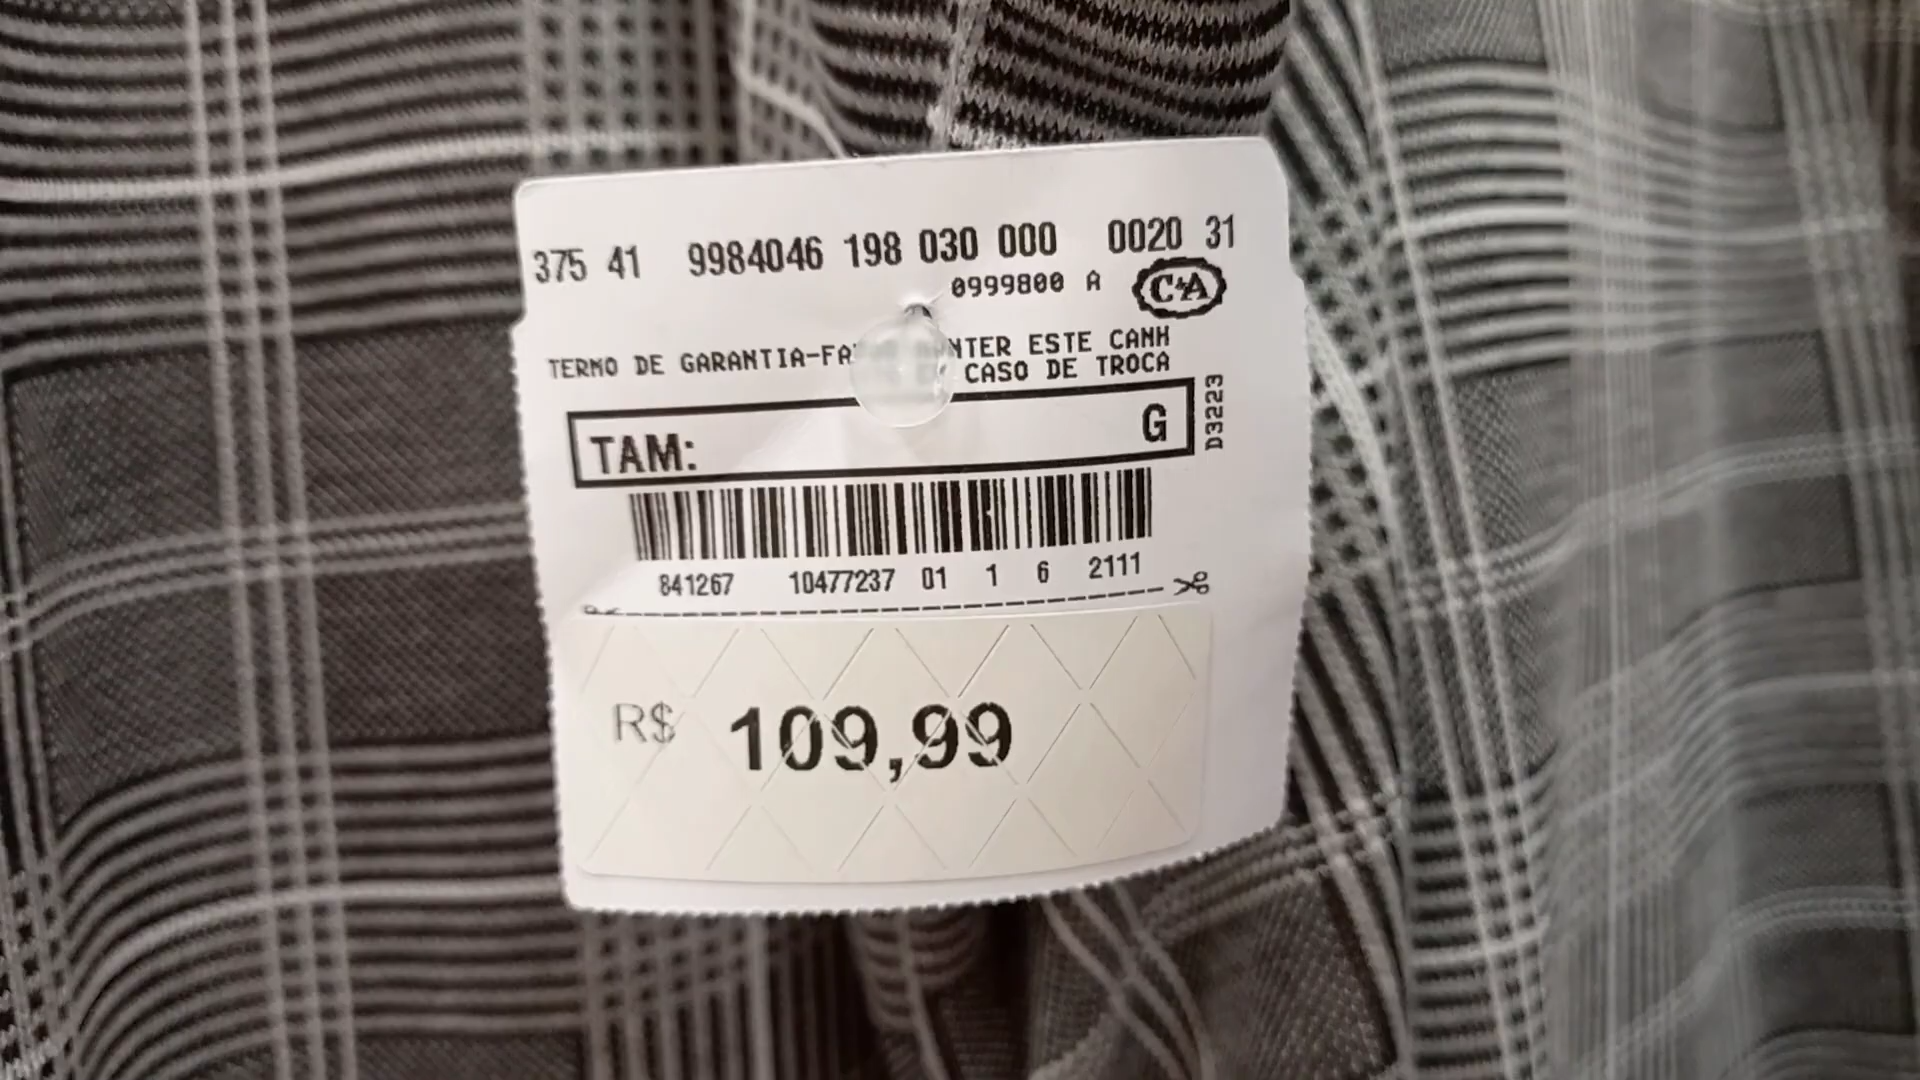 375 41 9984046 198 030 000 0020 31
0999800 A C&A
TERMO DE GARANTIA-FA NTER ESTE CANH
CASO DE TROCA
D3223
TAM: G
841267 10477237 01 1 6 2111
R$ 109,99